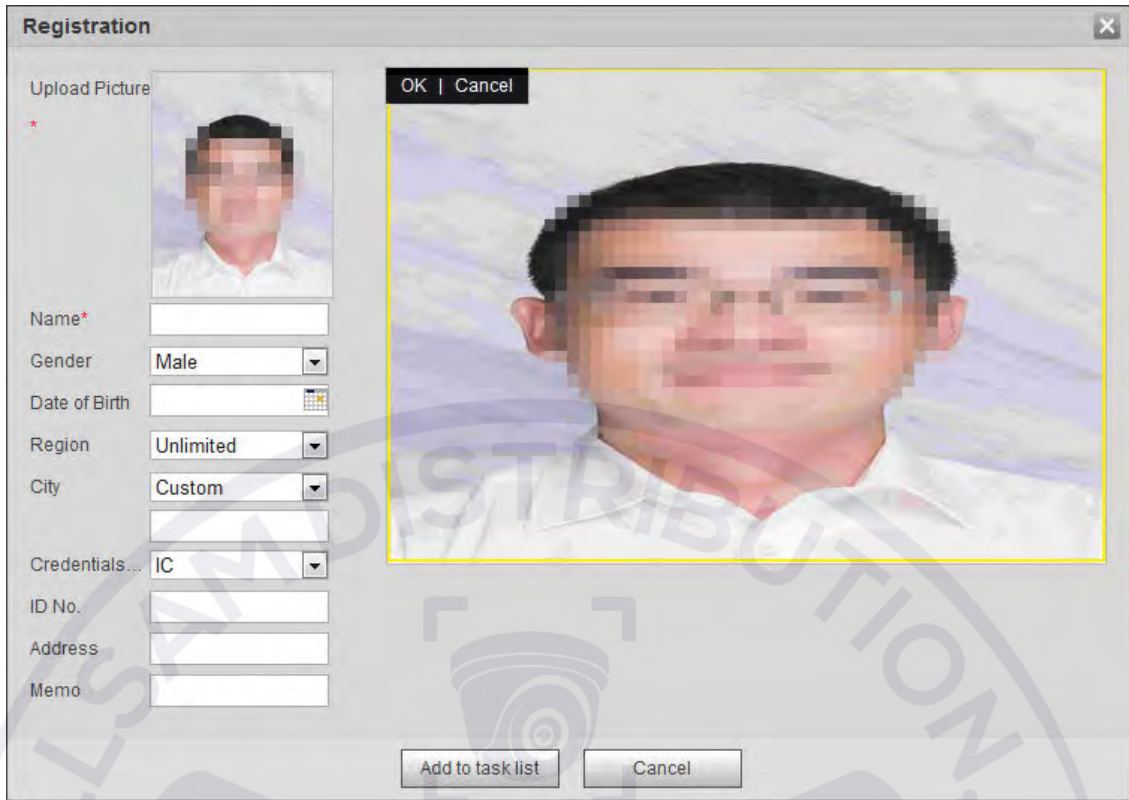 Registration
Upload Picture
*
OK | Cancel
Name*
Gender Male
Date of Birth
Region Unlimited
City Custom
Credentials... IC
ID No.
Address
Memo
Add to task list Cancel
LSAMDISTRIBUTION